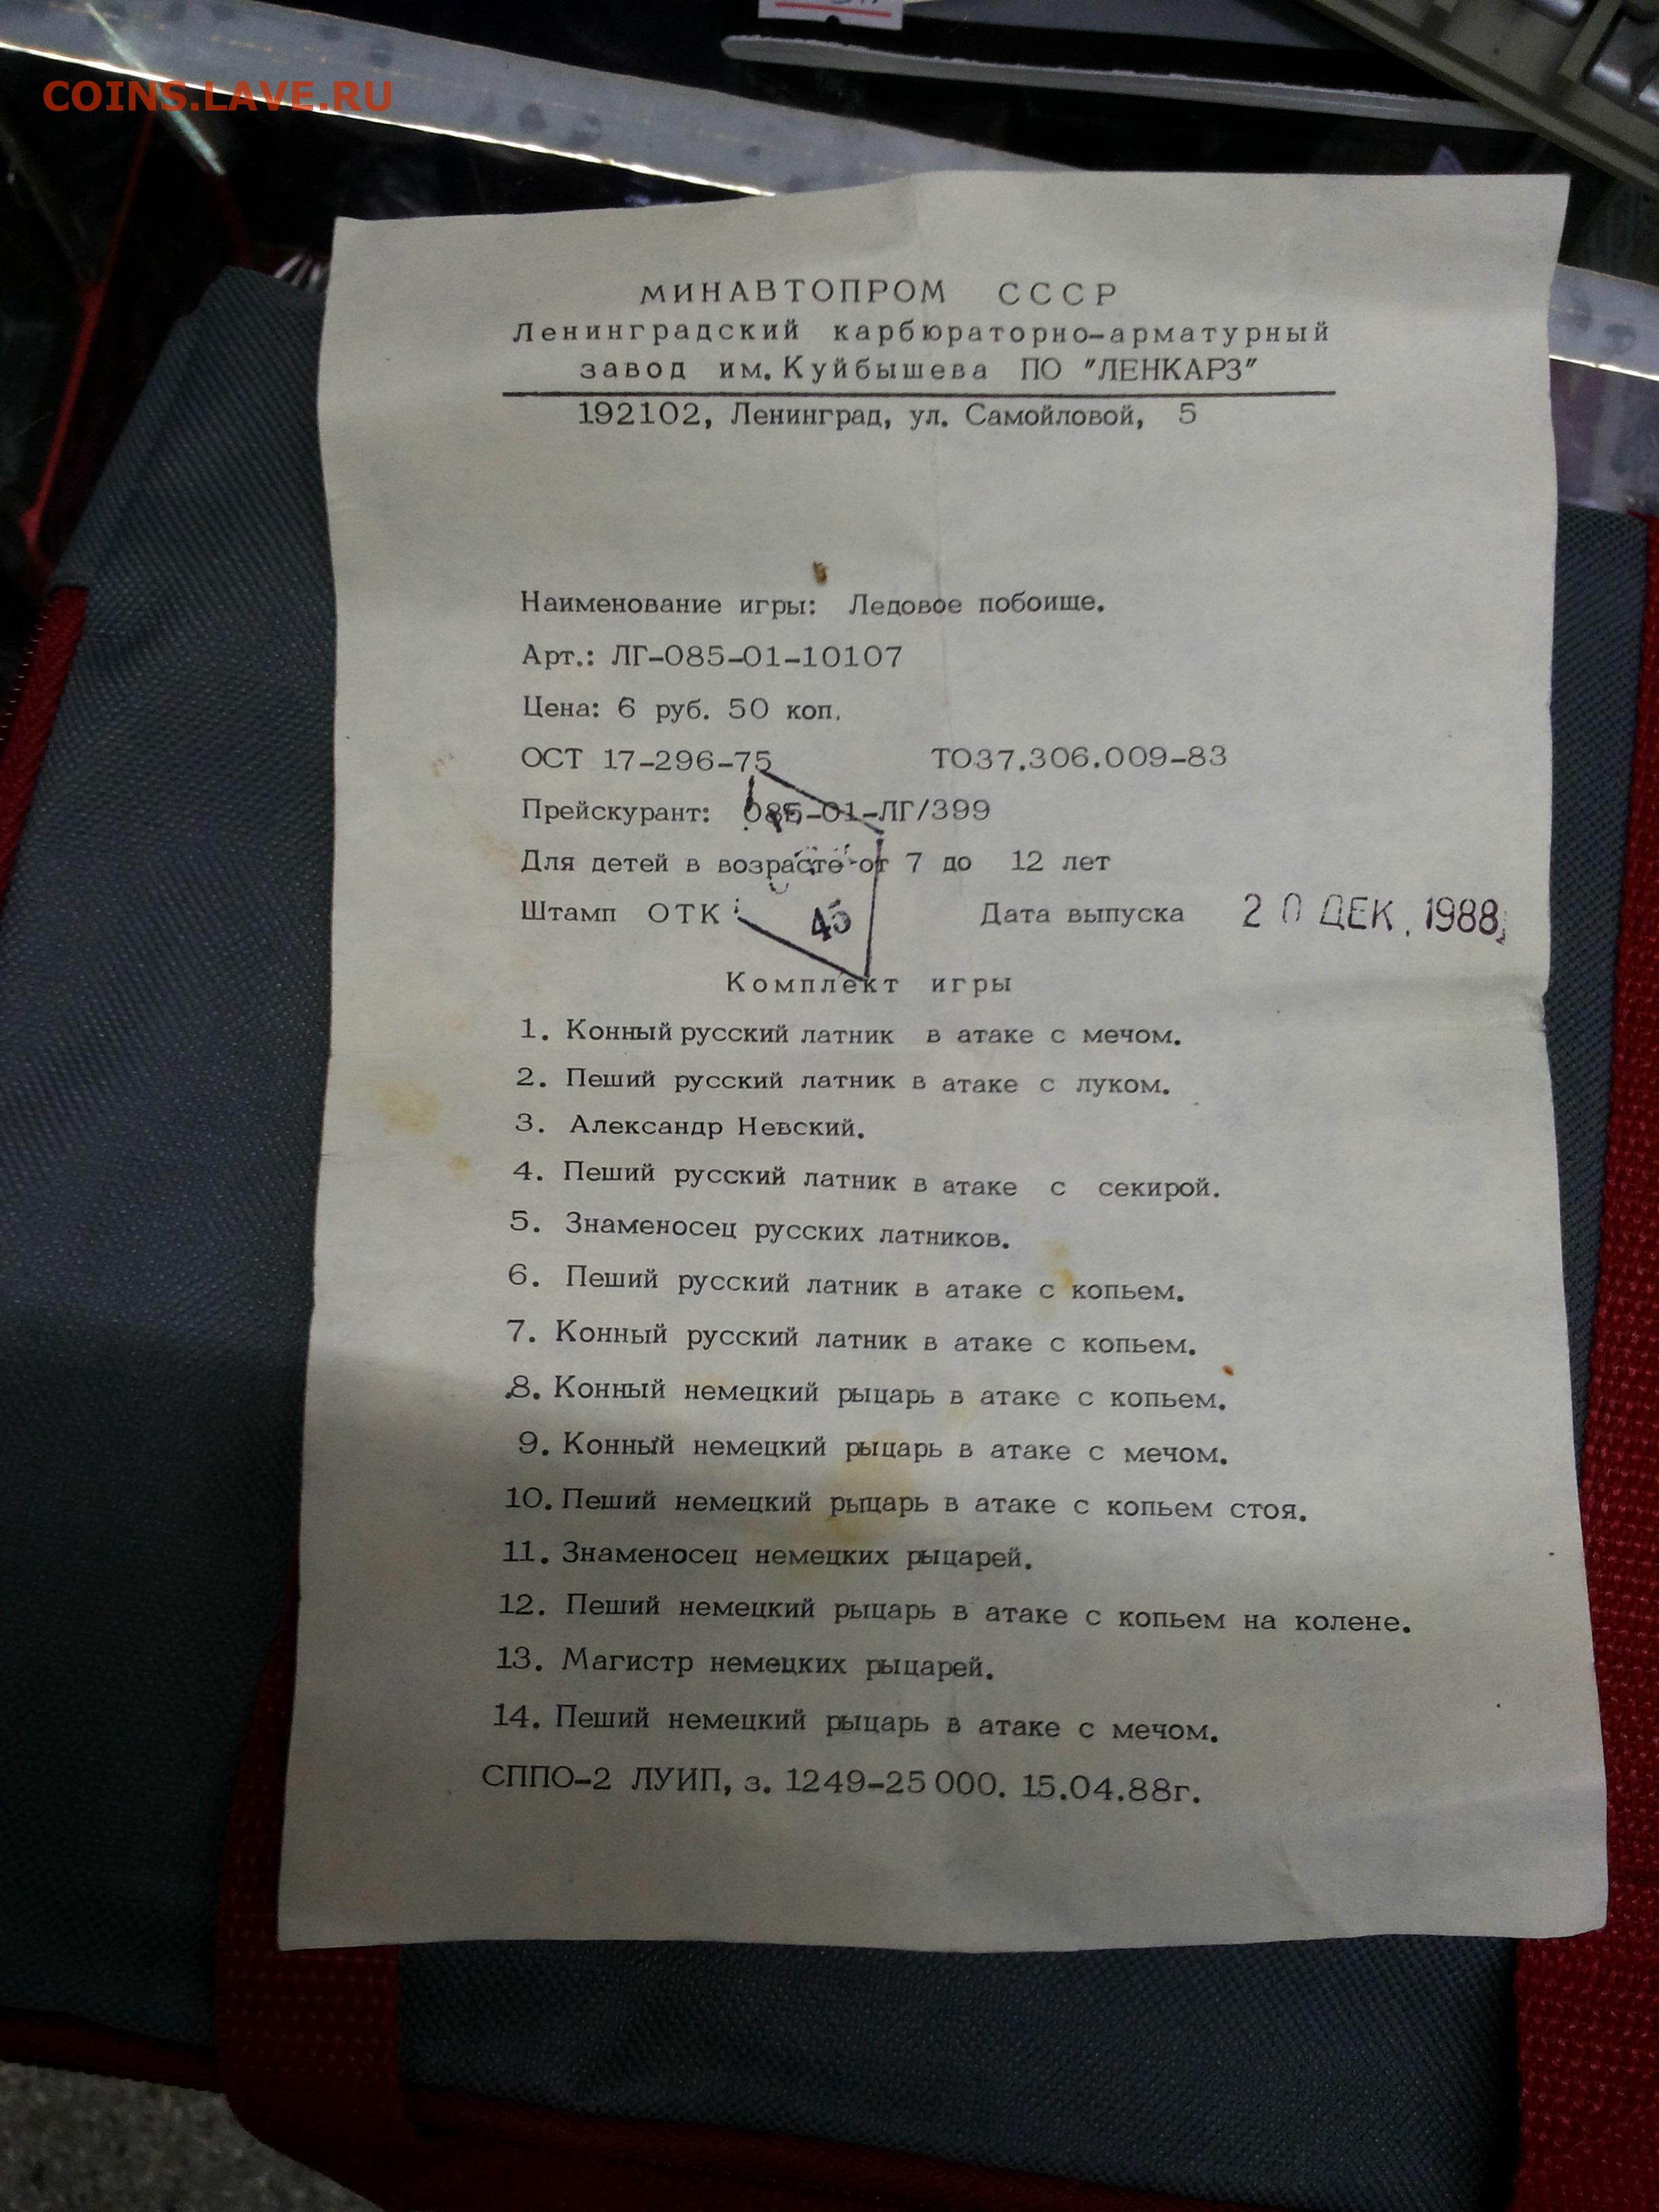 COINS.LAVE.RU
МИНАВТОПРОМ СССР
Ленинградский карбюраторно-арматурный
завод им. Куйбышева ПО "ЛЕНКАРЗ"
192102, Ленинград, ул. Самойловой, 5
Наименование игры: Ледовое побоище.
Арт.: ЛГ-085-01-10107
Цена: 6 руб. 50 коп.
ОСТ 17-296-75 ТО37.306.009-83
Прейскурант: 085-01-ЛГ/399
Для детей в возрасте от 7 до 12 лет
Штамп ОТК 45 Дата выпуска 20 ДЕК. 1988
Комплект игры
1. Конный русский латник в атаке с мечом.
2. Пеший русский латник в атаке с луком.
3. Александр Невский.
4. Пеший русский латник в атаке с секирой.
5. Знаменосец русских латников.
6. Пеший русский латник в атаке с копьем.
7. Конный русский латник в атаке с копьем.
8. Конный немецкий рыцарь в атаке с копьем.
9. Конный немецкий рыцарь в атаке с мечом.
10. Пеший немецкий рыцарь в атаке с копьем стоя.
11. Знаменосец немецких рыцарей.
12. Пеший немецкий рыцарь в атаке с копьем на колене.
13. Магистр немецких рыцарей.
14. Пеший немецкий рыцарь в атаке с мечом.
СППО-2 ЛУИП, з. 1249-25 000. 15.04.88г.